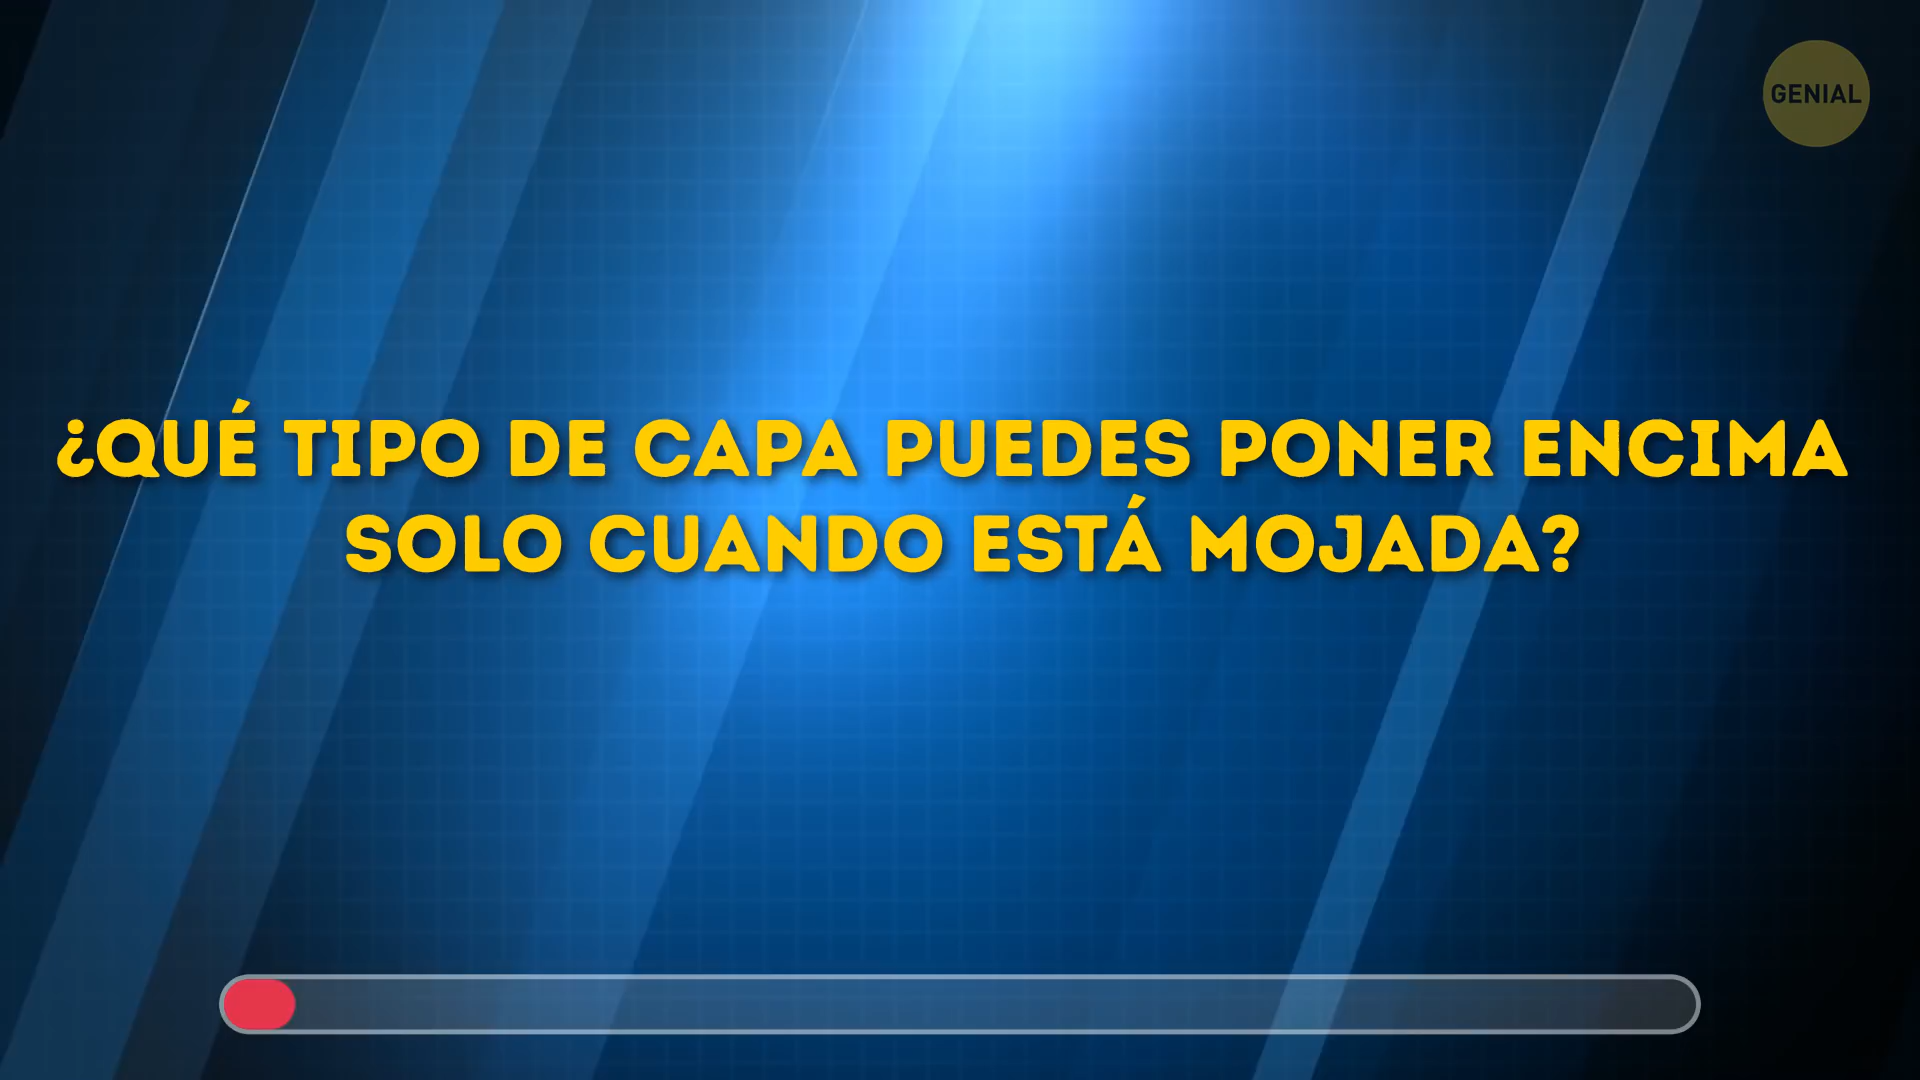 GENIAL
¿QUÉ TIPO DE CAPA PUEDES PONER ENCIMA
SOLO CUANDO ESTÁ MOJADA?